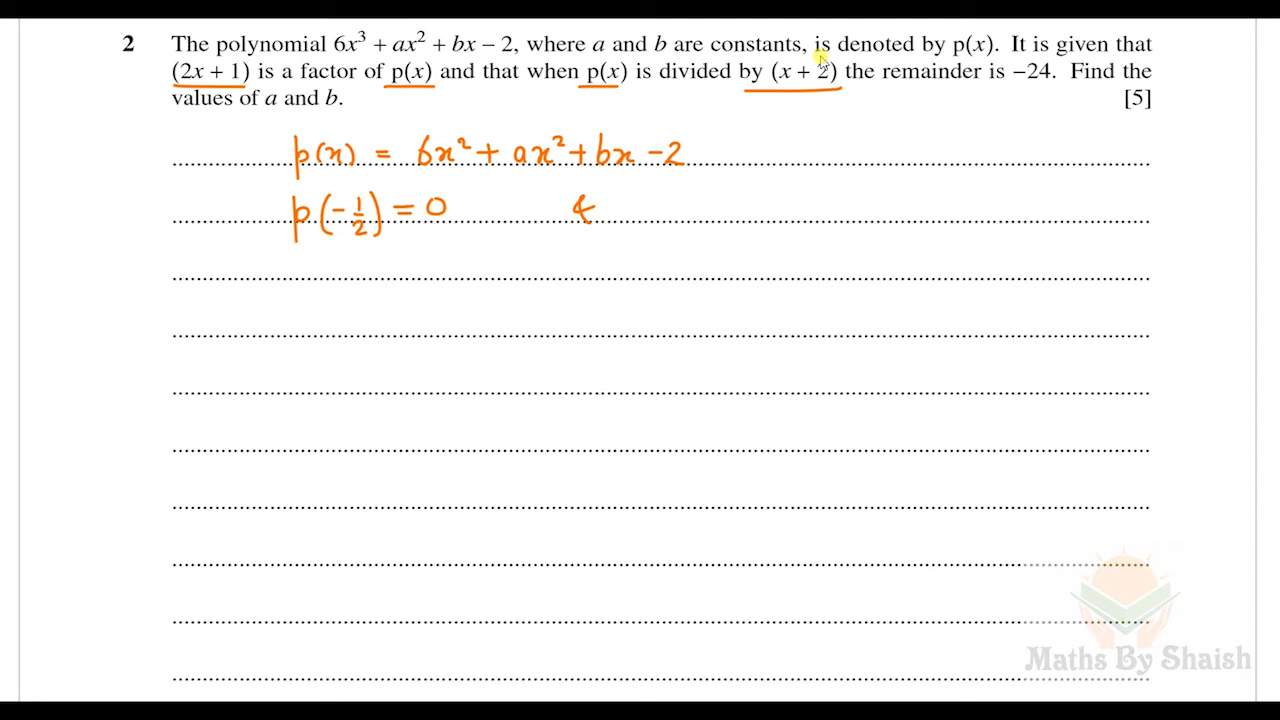 2 The polynomial 6x³ + ax² + bx − 2, where a and b are constants, is denoted by p(x). It is given that
(2x + 1) is a factor of p(x) and that when p(x) is divided by (x + 2) the remainder is −24. Find the
values of a and b. [5]
p(x) = 6x² + ax² + bx − 2
p(−1/2) = 0 &
Maths By Shaish